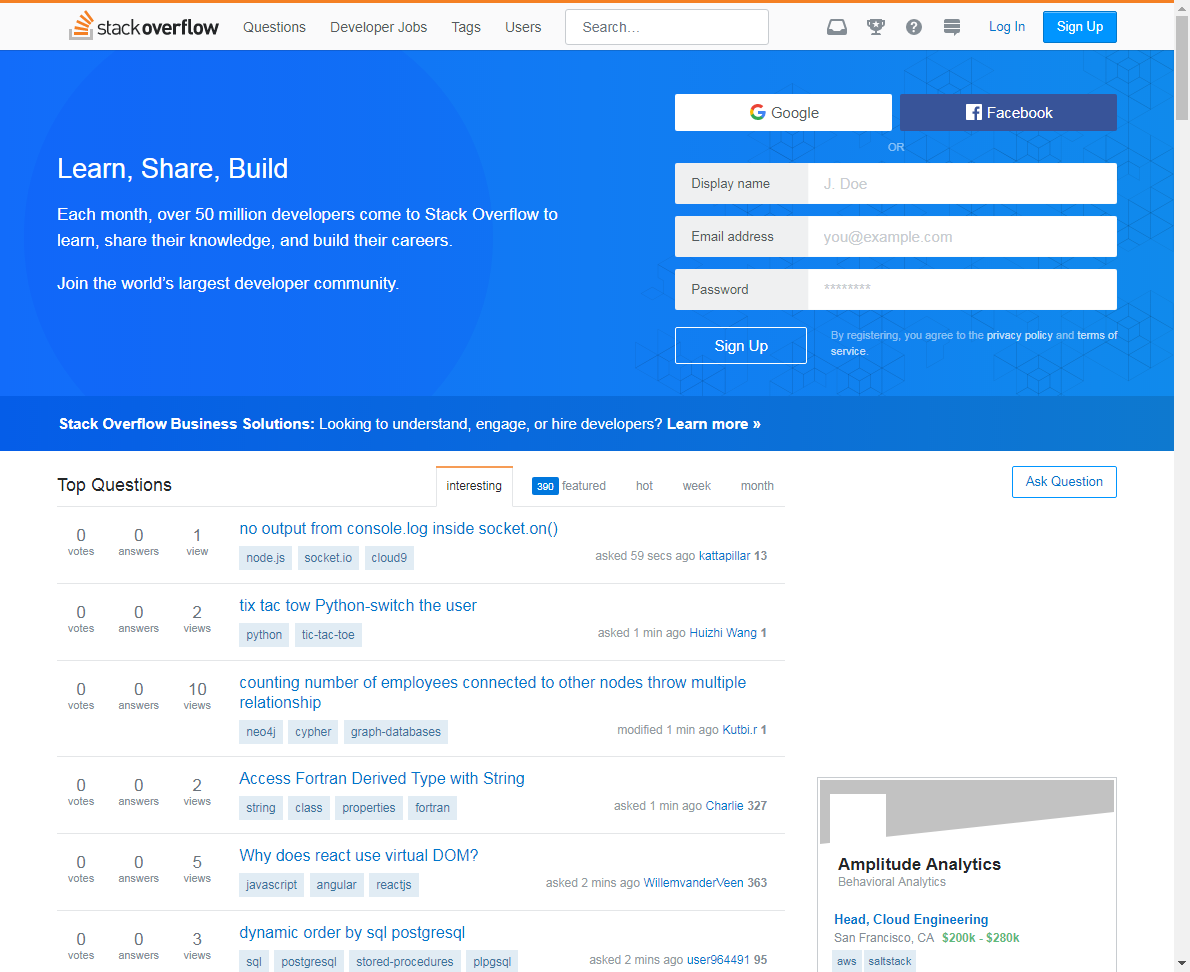 stackoverflow Questions Developer Jobs Tags Users Search... Log In Sign Up
Google Facebook
OR
Learn, Share, Build
Each month, over 50 million developers come to Stack Overflow to
learn, share their knowledge, and build their careers.
Join the world's largest developer community.
Display name J. Doe
Email address you@example.com
Password ********
Sign Up
By registering, you agree to the privacy policy and terms of
service.
Stack Overflow Business Solutions: Looking to understand, engage, or hire developers? Learn more »
Top Questions interesting 390 featured hot week month Ask Question
0 votes 0 answers 1 view
no output from console.log inside socket.on()
node.js socket.io cloud9 asked 59 secs ago kattapillar 13
0 votes 0 answers 2 views
tix tac tow Python-switch the user
python tic-tac-toe asked 1 min ago Huizhi Wang 1
0 votes 0 answers 10 views
counting number of employees connected to other nodes throw multiple
relationship
neo4j cypher graph-databases modified 1 min ago Kutbi.r 1
0 votes 0 answers 2 views
Access Fortran Derived Type with String
string class properties fortran asked 1 min ago Charlie 327
0 votes 0 answers 5 views
Why does react use virtual DOM?
javascript angular reactjs asked 2 mins ago WillemvanderVeen 363
0 votes 0 answers 3 views
dynamic order by sql postgresql
sql postgresql stored-procedures plpgsql asked 2 mins ago user964491 95
Amplitude Analytics
Behavioral Analytics
Head, Cloud Engineering
San Francisco, CA $200k - $280k
aws saltstack